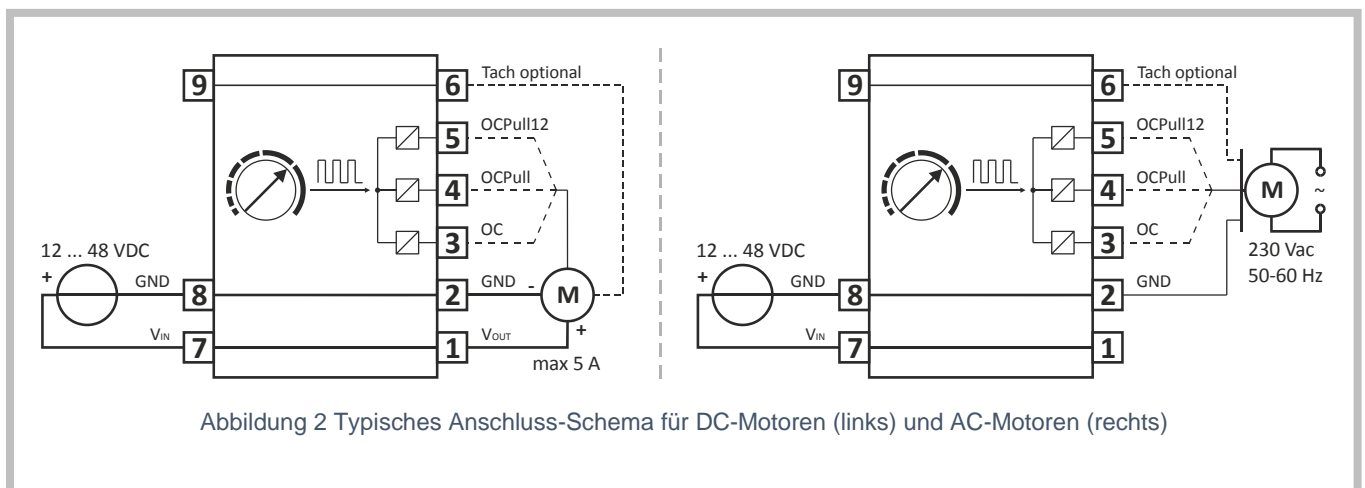 9
6
Tach optional
5
OCPull12
4
OCPull
3
OC
12 ... 48 VDC
+
GND
8
2
GND
-
M
+
VIN
7
1
VOUT
max 5 A
9
6
Tach optional
5
OCPull12
4
OCPull
3
OC
M
~
230 Vac
50-60 Hz
12 ... 48 VDC
+
GND
8
2
GND
VIN
7
1
Abbildung 2 Typisches Anschluss-Schema für DC-Motoren (links) und AC-Motoren (rechts)